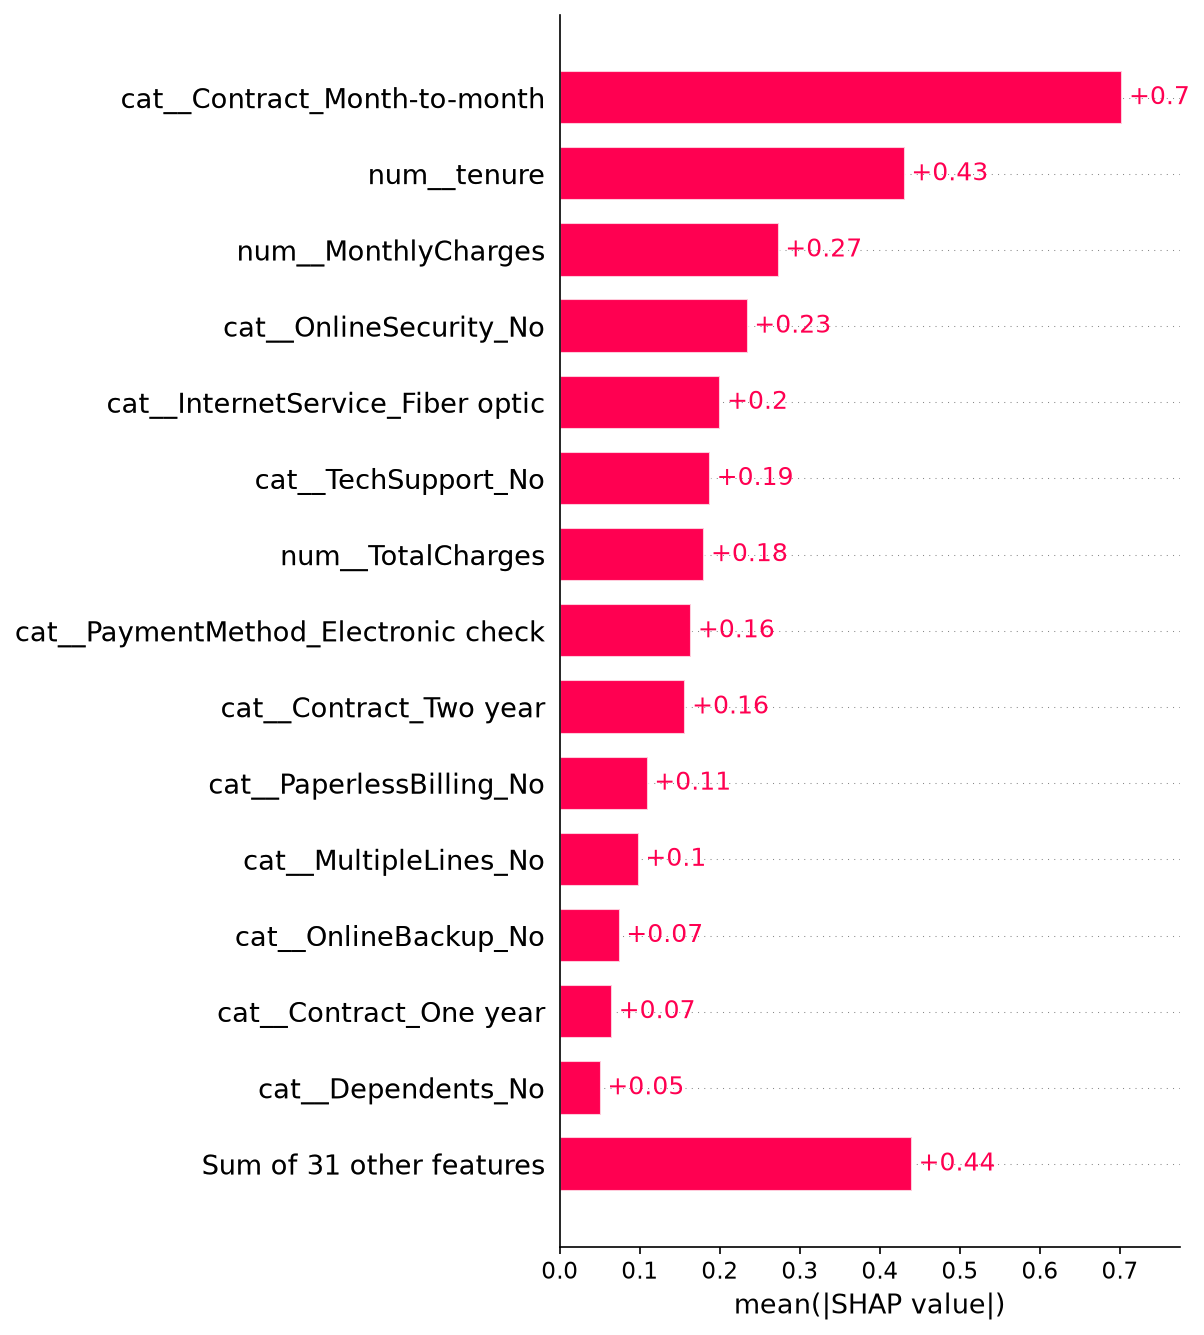 cat__Contract_Month-to-month +0.7
num__tenure +0.43
num__MonthlyCharges +0.27
cat__OnlineSecurity_No +0.23
cat__InternetService_Fiber optic +0.2
cat__TechSupport_No +0.19
num__TotalCharges +0.18
cat__PaymentMethod_Electronic check +0.16
cat__Contract_Two year +0.16
cat__PaperlessBilling_No +0.11
cat__MultipleLines_No +0.1
cat__OnlineBackup_No +0.07
cat__Contract_One year +0.07
cat__Dependents_No +0.05
Sum of 31 other features +0.44
0.0 0.1 0.2 0.3 0.4 0.5 0.6 0.7
mean(|SHAP value|)